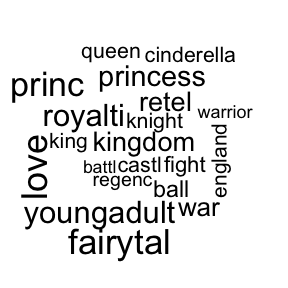 queen cinderella
princ princess
royalti retel
knight warrior
love king kingdom
battl castl fight england
regenc ball
youngadult war
fairytal